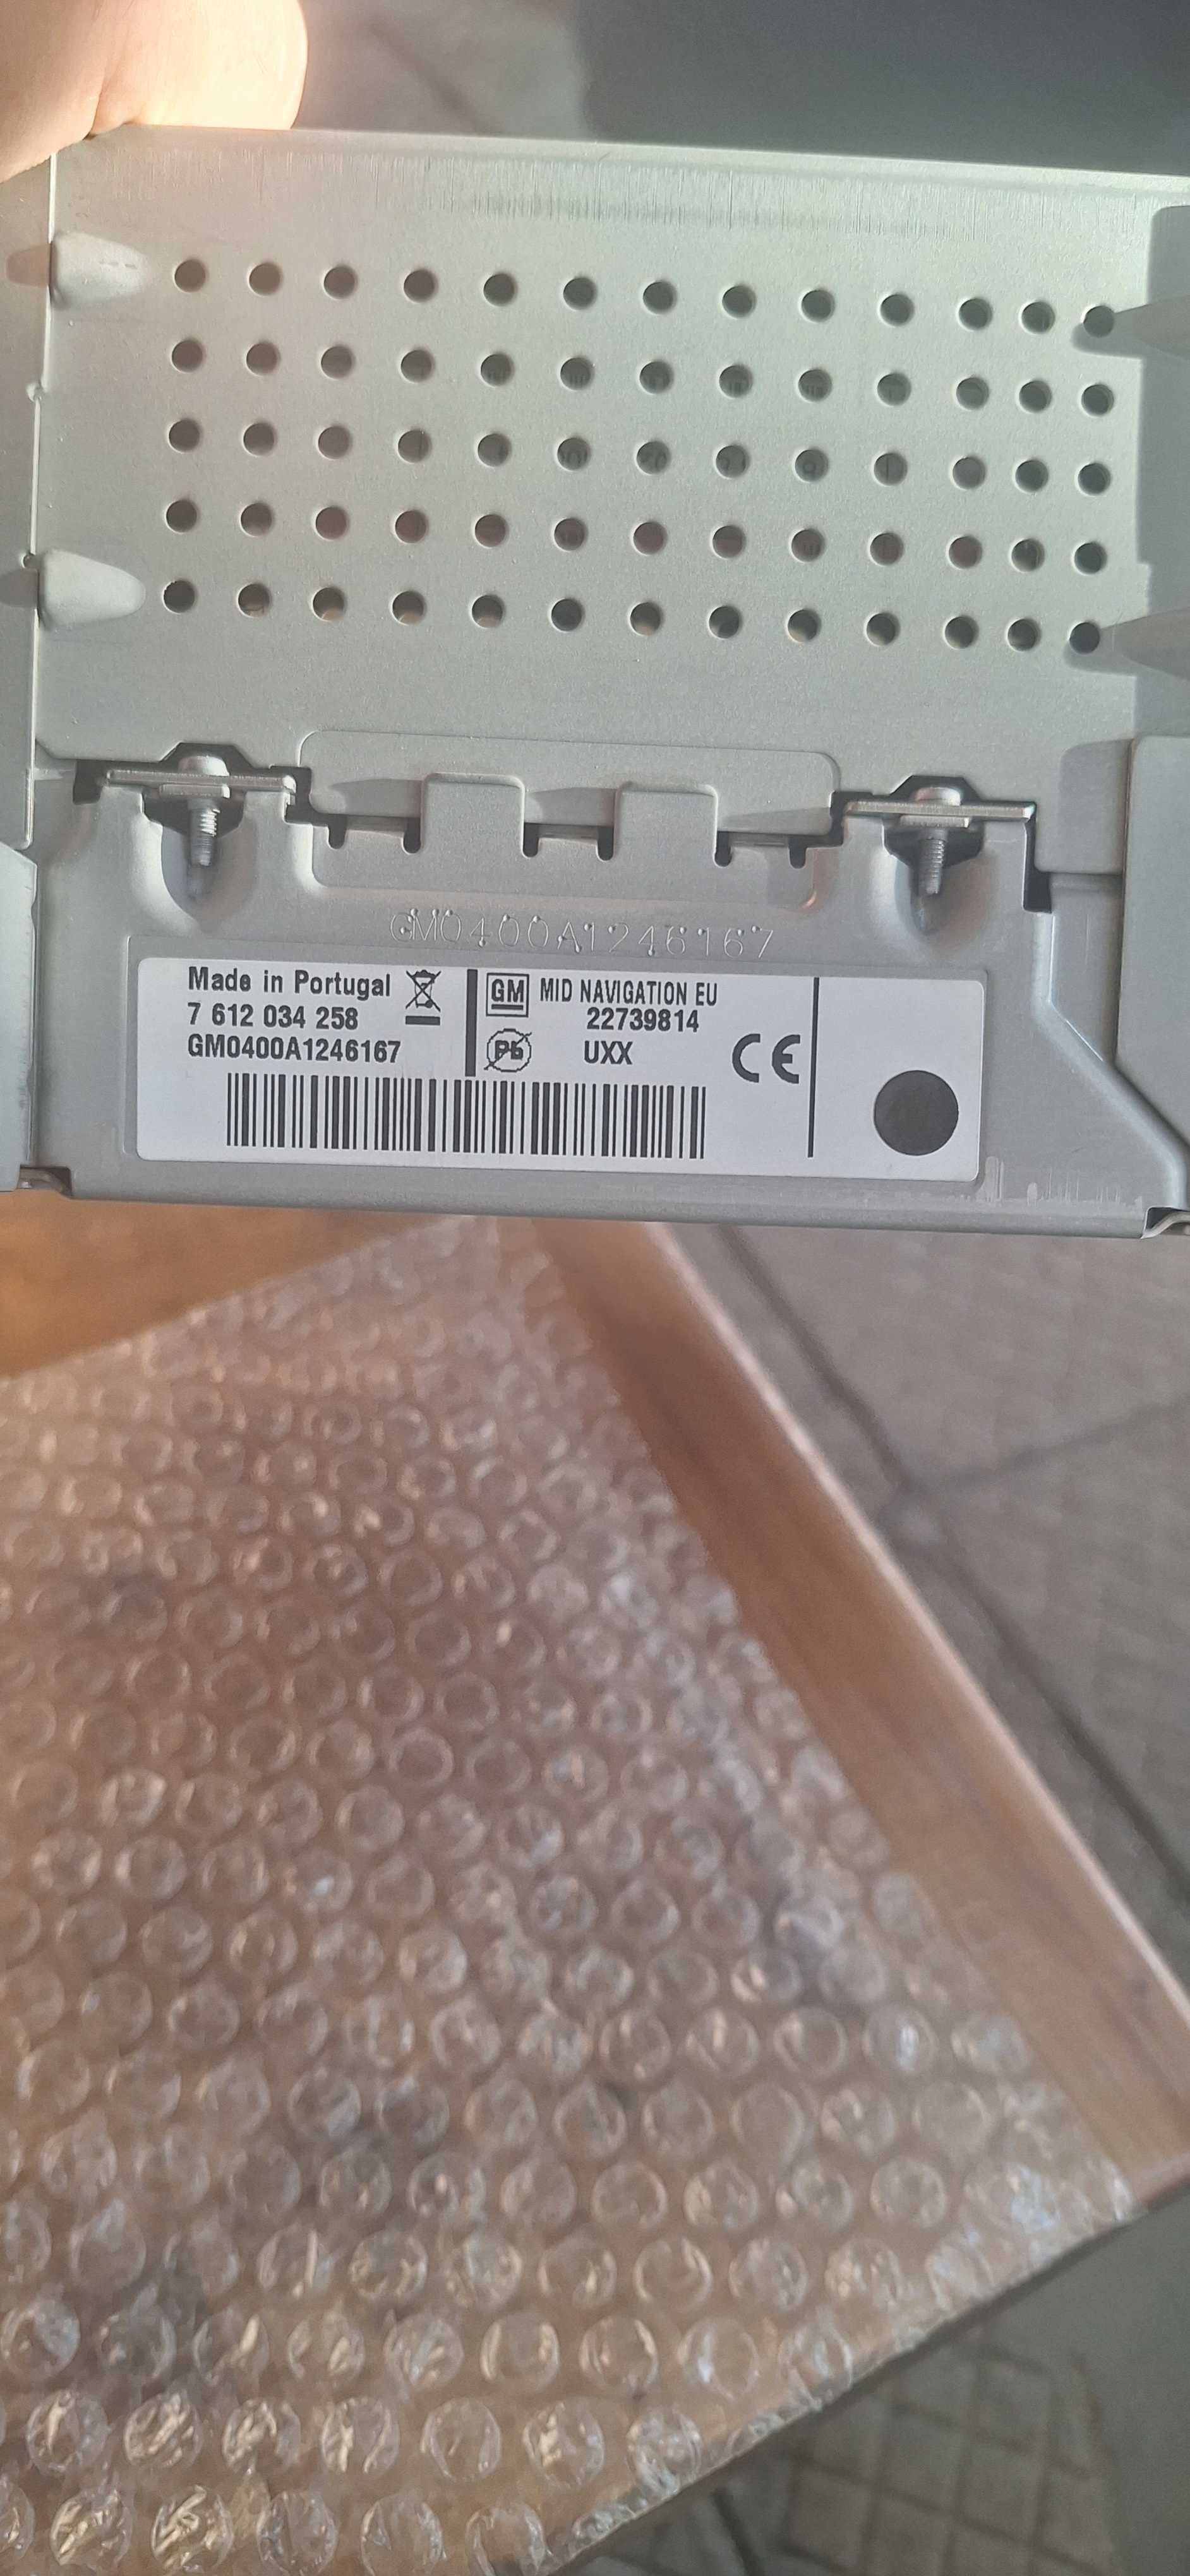 GM0400A1246167
Made in Portugal
7 612 034 258
GM0400A1246167
GM MID NAVIGATION EU
22739814
Pb UXX
CE